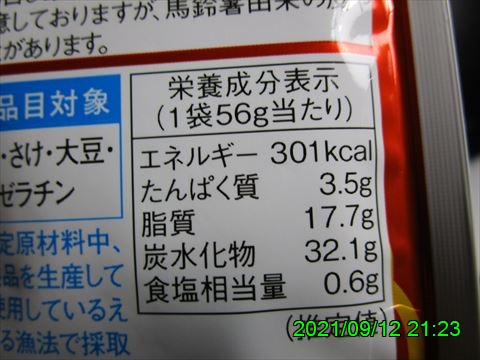 慮しておりますが、馬鈴薯由来の
があります。
品目対象
・さけ・大豆・
ゼラチン
定原材料中、
品を生産して
使用しているえ
る漁法で採取
栄養成分表示
(1袋56g当たり)
エネルギー 301kcal
たんぱく質 3.5g
脂質 17.7g
炭水化物 32.1g
食塩相当量 0.6g
(推定値)
2021/09/12 21:23